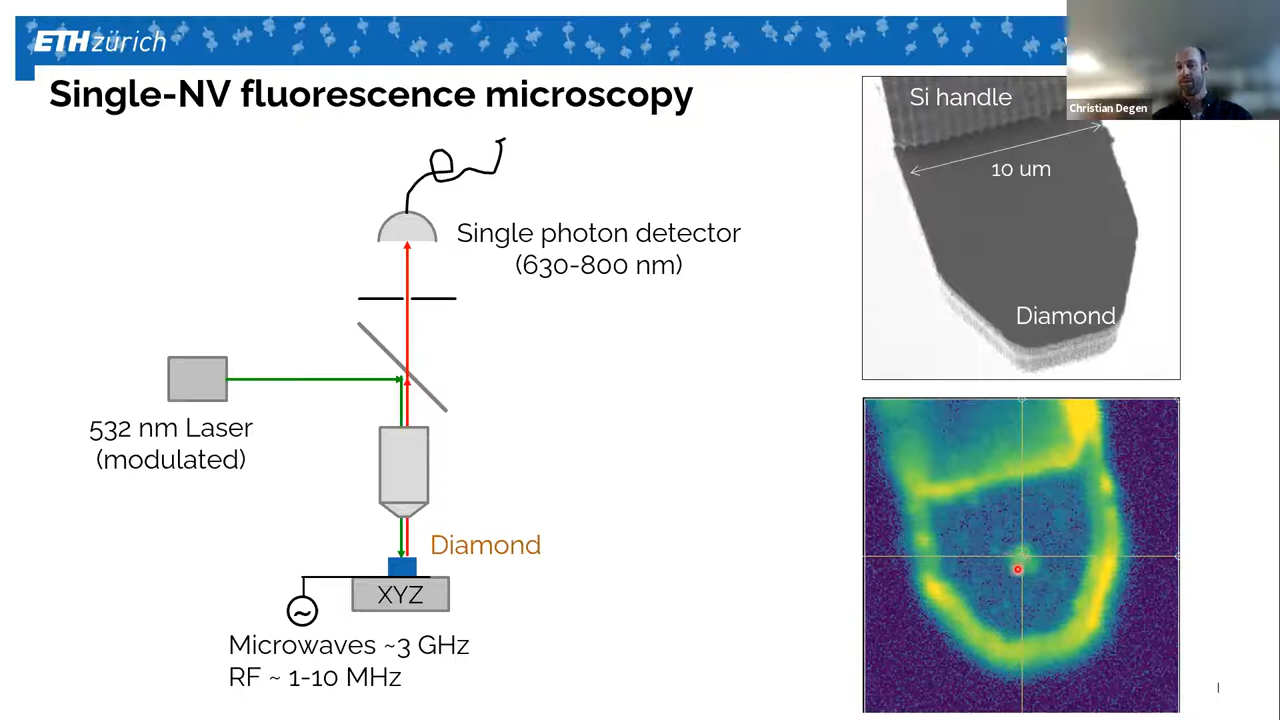 ETH zürich
Christian Degen
Single-NV fluorescence microscopy
Si handle
10 um
Diamond
Single photon detector
(630-800 nm)
532 nm Laser
(modulated)
Diamond
XYZ
~
Microwaves ~3 GHz
RF ~ 1-10 MHz